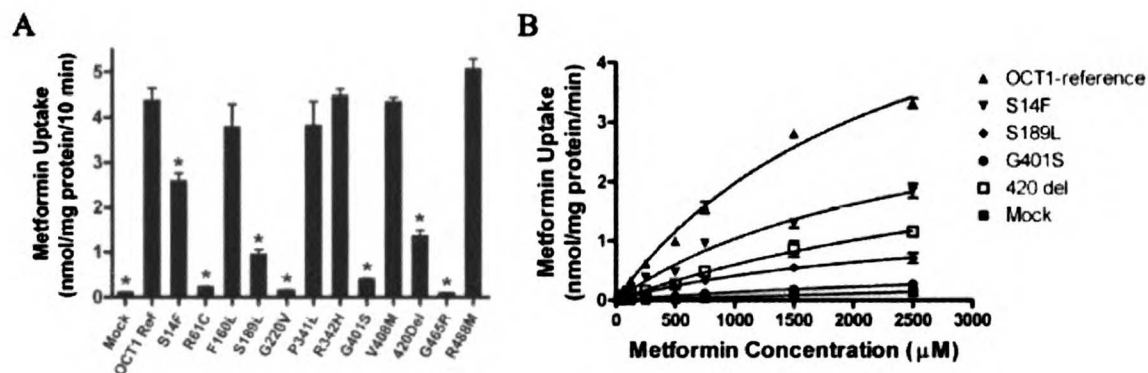 A
Metformin Uptake
(nmol/mg protein/10 min)
5
4
3
2
1
0
*
*
*
*
*
*
*
*
Mock
OCT1 Ref
S14F
R61C
F160L
S189L
G220V
P341L
R342H
G401S
V408M
420Del
G465R
R488M
B
Metformin Uptake
(nmol/mg protein/min)
4
3
2
1
0
0
500
1000
1500
2000
2500
3000
Metformin Concentration (μM)
OCT1-reference
S14F
S189L
G401S
420 del
Mock